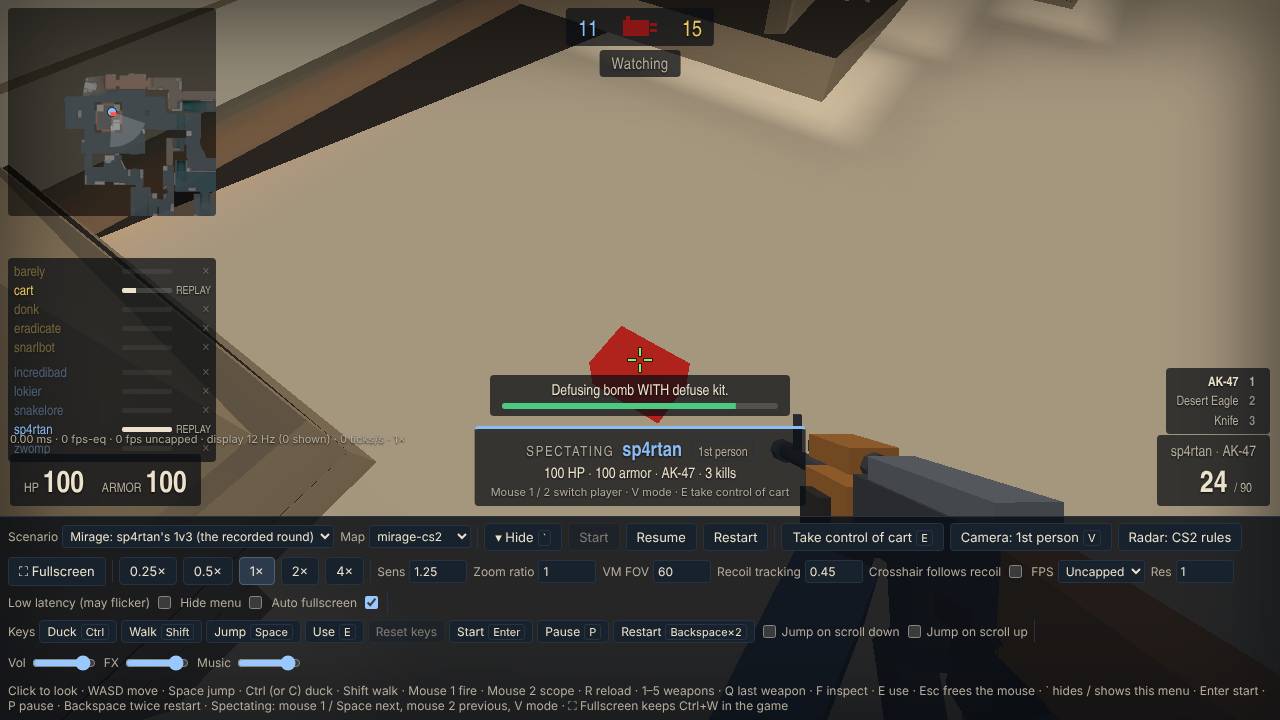 11 15
Watching
barely ×
cart REPLAY
donk ×
eradicate ×
snarlbot ×
incredibad ×
lokier ×
snakelore ×
sp4rtan REPLAY
0.00 ms · 0 fps-eq · 0 fps uncapped · display 12 Hz (0 shown) · 0 ticks/s · 1×
zwomp ×
HP 100 ARMOR 100
Defusing bomb WITH defuse kit.
SPECTATING sp4rtan 1st person
100 HP · 100 armor · AK-47 · 3 kills
Mouse 1 / 2 switch player · V mode · E take control of cart
AK-47 1
Desert Eagle 2
Knife 3
sp4rtan · AK-47
24 / 90
Scenario Mirage: sp4rtan's 1v3 (the recorded round) Map mirage-cs2 ▾ Hide ` Start Resume Restart Take control of cart E Camera: 1st person V Radar: CS2 rules
⛶ Fullscreen 0.25× 0.5× 1× 2× 4× Sens 1.25 Zoom ratio 1 VM FOV 60 Recoil tracking 0.45 Crosshair follows recoil FPS Uncapped Res 1
Low latency (may flicker) Hide menu Auto fullscreen
Keys Duck Ctrl Walk Shift Jump Space Use E Reset keys Start Enter Pause P Restart Backspace×2 Jump on scroll down Jump on scroll up
Vol FX Music
Click to look · WASD move · Space jump · Ctrl (or C) duck · Shift walk · Mouse 1 fire · Mouse 2 scope · R reload · 1–5 weapons · Q last weapon · F inspect · E use · Esc frees the mouse · ` hides / shows this menu · Enter start ·
P pause · Backspace twice restart · Spectating: mouse 1 / Space next, mouse 2 previous, V mode · ⛶ Fullscreen keeps Ctrl+W in the game